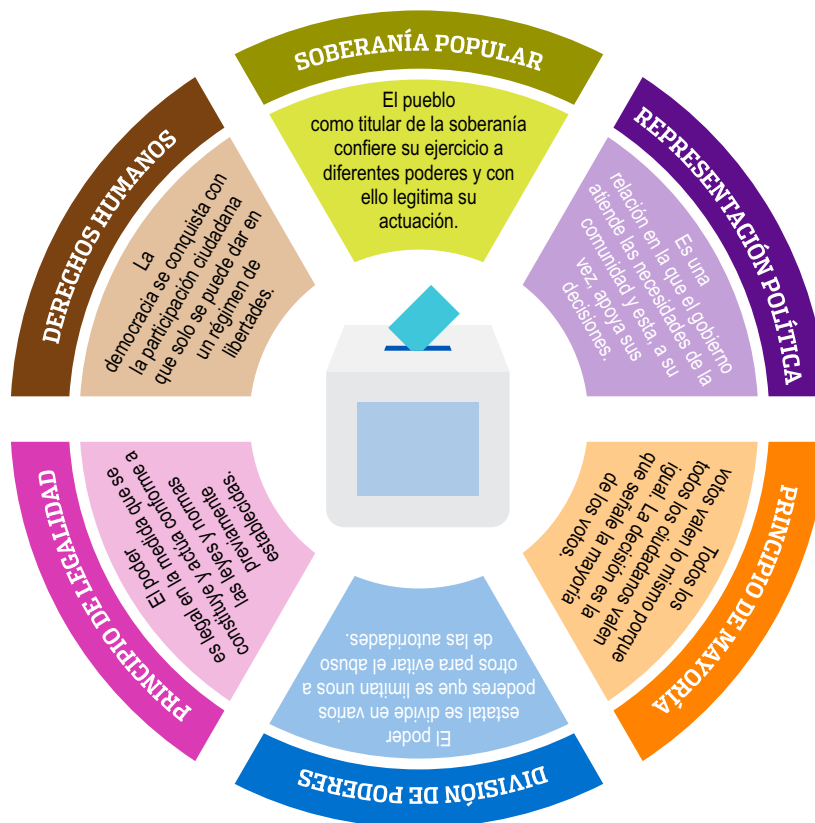 SOBERANÍA POPULAR
El pueblo
como titular de la soberanía
confiere su ejercicio a
diferentes poderes y con
ello legitima su
actuación.
REPRESENTACIÓN POLÍTICA
Es una
relación en la que el gobierno
atiende las necesidades de la
comunidad y esta, a su
vez, apoya sus
decisiones.
PRINCIPIO DE MAYORÍA
Todos los
votos valen lo mismo porque
todos los ciudadanos valen
igual. La decisión es la
que señale la mayoría
de los votos.
DIVISIÓN DE PODERES
El poder
estatal se divide en varios
poderes que se limitan unos a
otros para evitar el abuso
de las autoridades.
PRINCIPIO DE LEGALIDAD
El poder
es legal en la medida que se
constituye y actúa conforme a
las leyes y normas
previamente
establecidas.
DERECHOS HUMANOS
La
democracia se conquista con
la participación ciudadana
que solo se puede dar en
un régimen de
libertades.